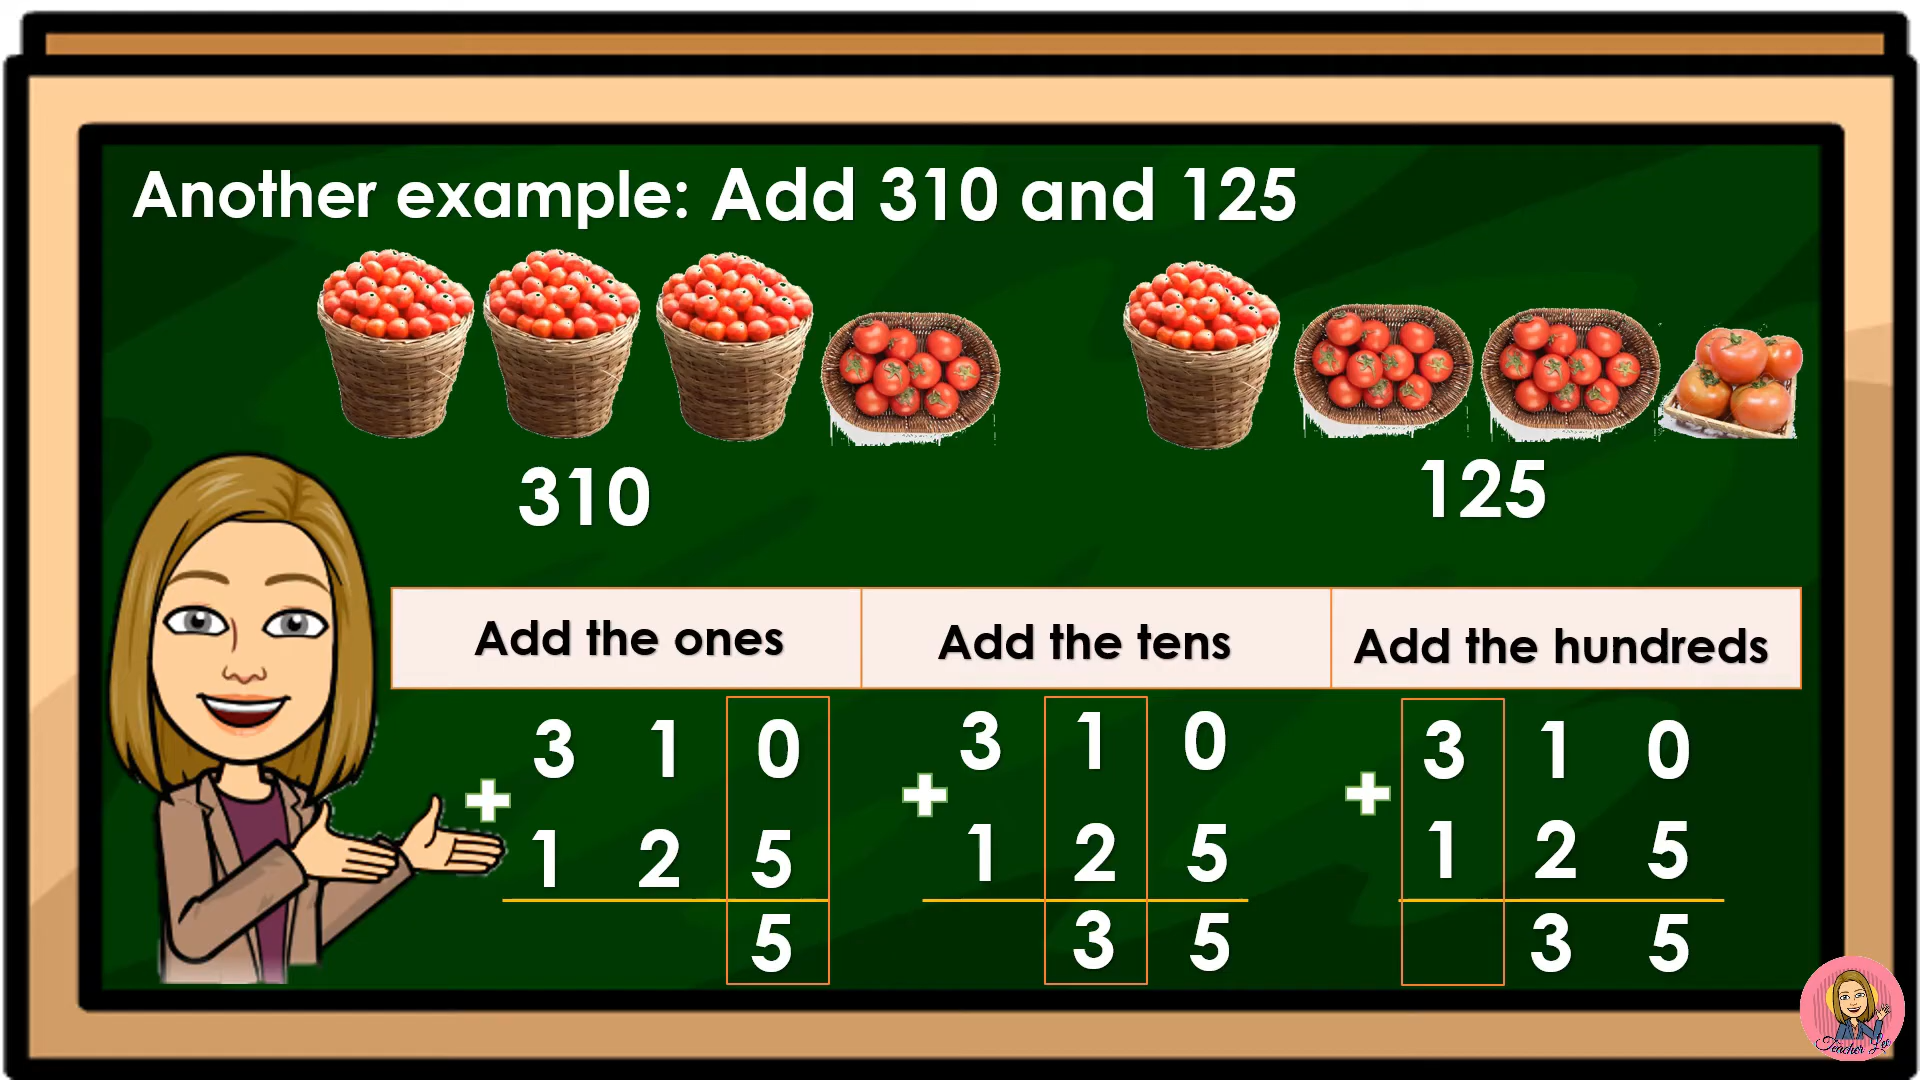 Another example: Add 310 and 125
310
125
Add the ones
Add the tens
Add the hundreds
3 1 0
+
1 2 5
5
3 1 0
+
1 2 5
3 5
3 1 0
+
1 2 5
3 5
Teacher Lee